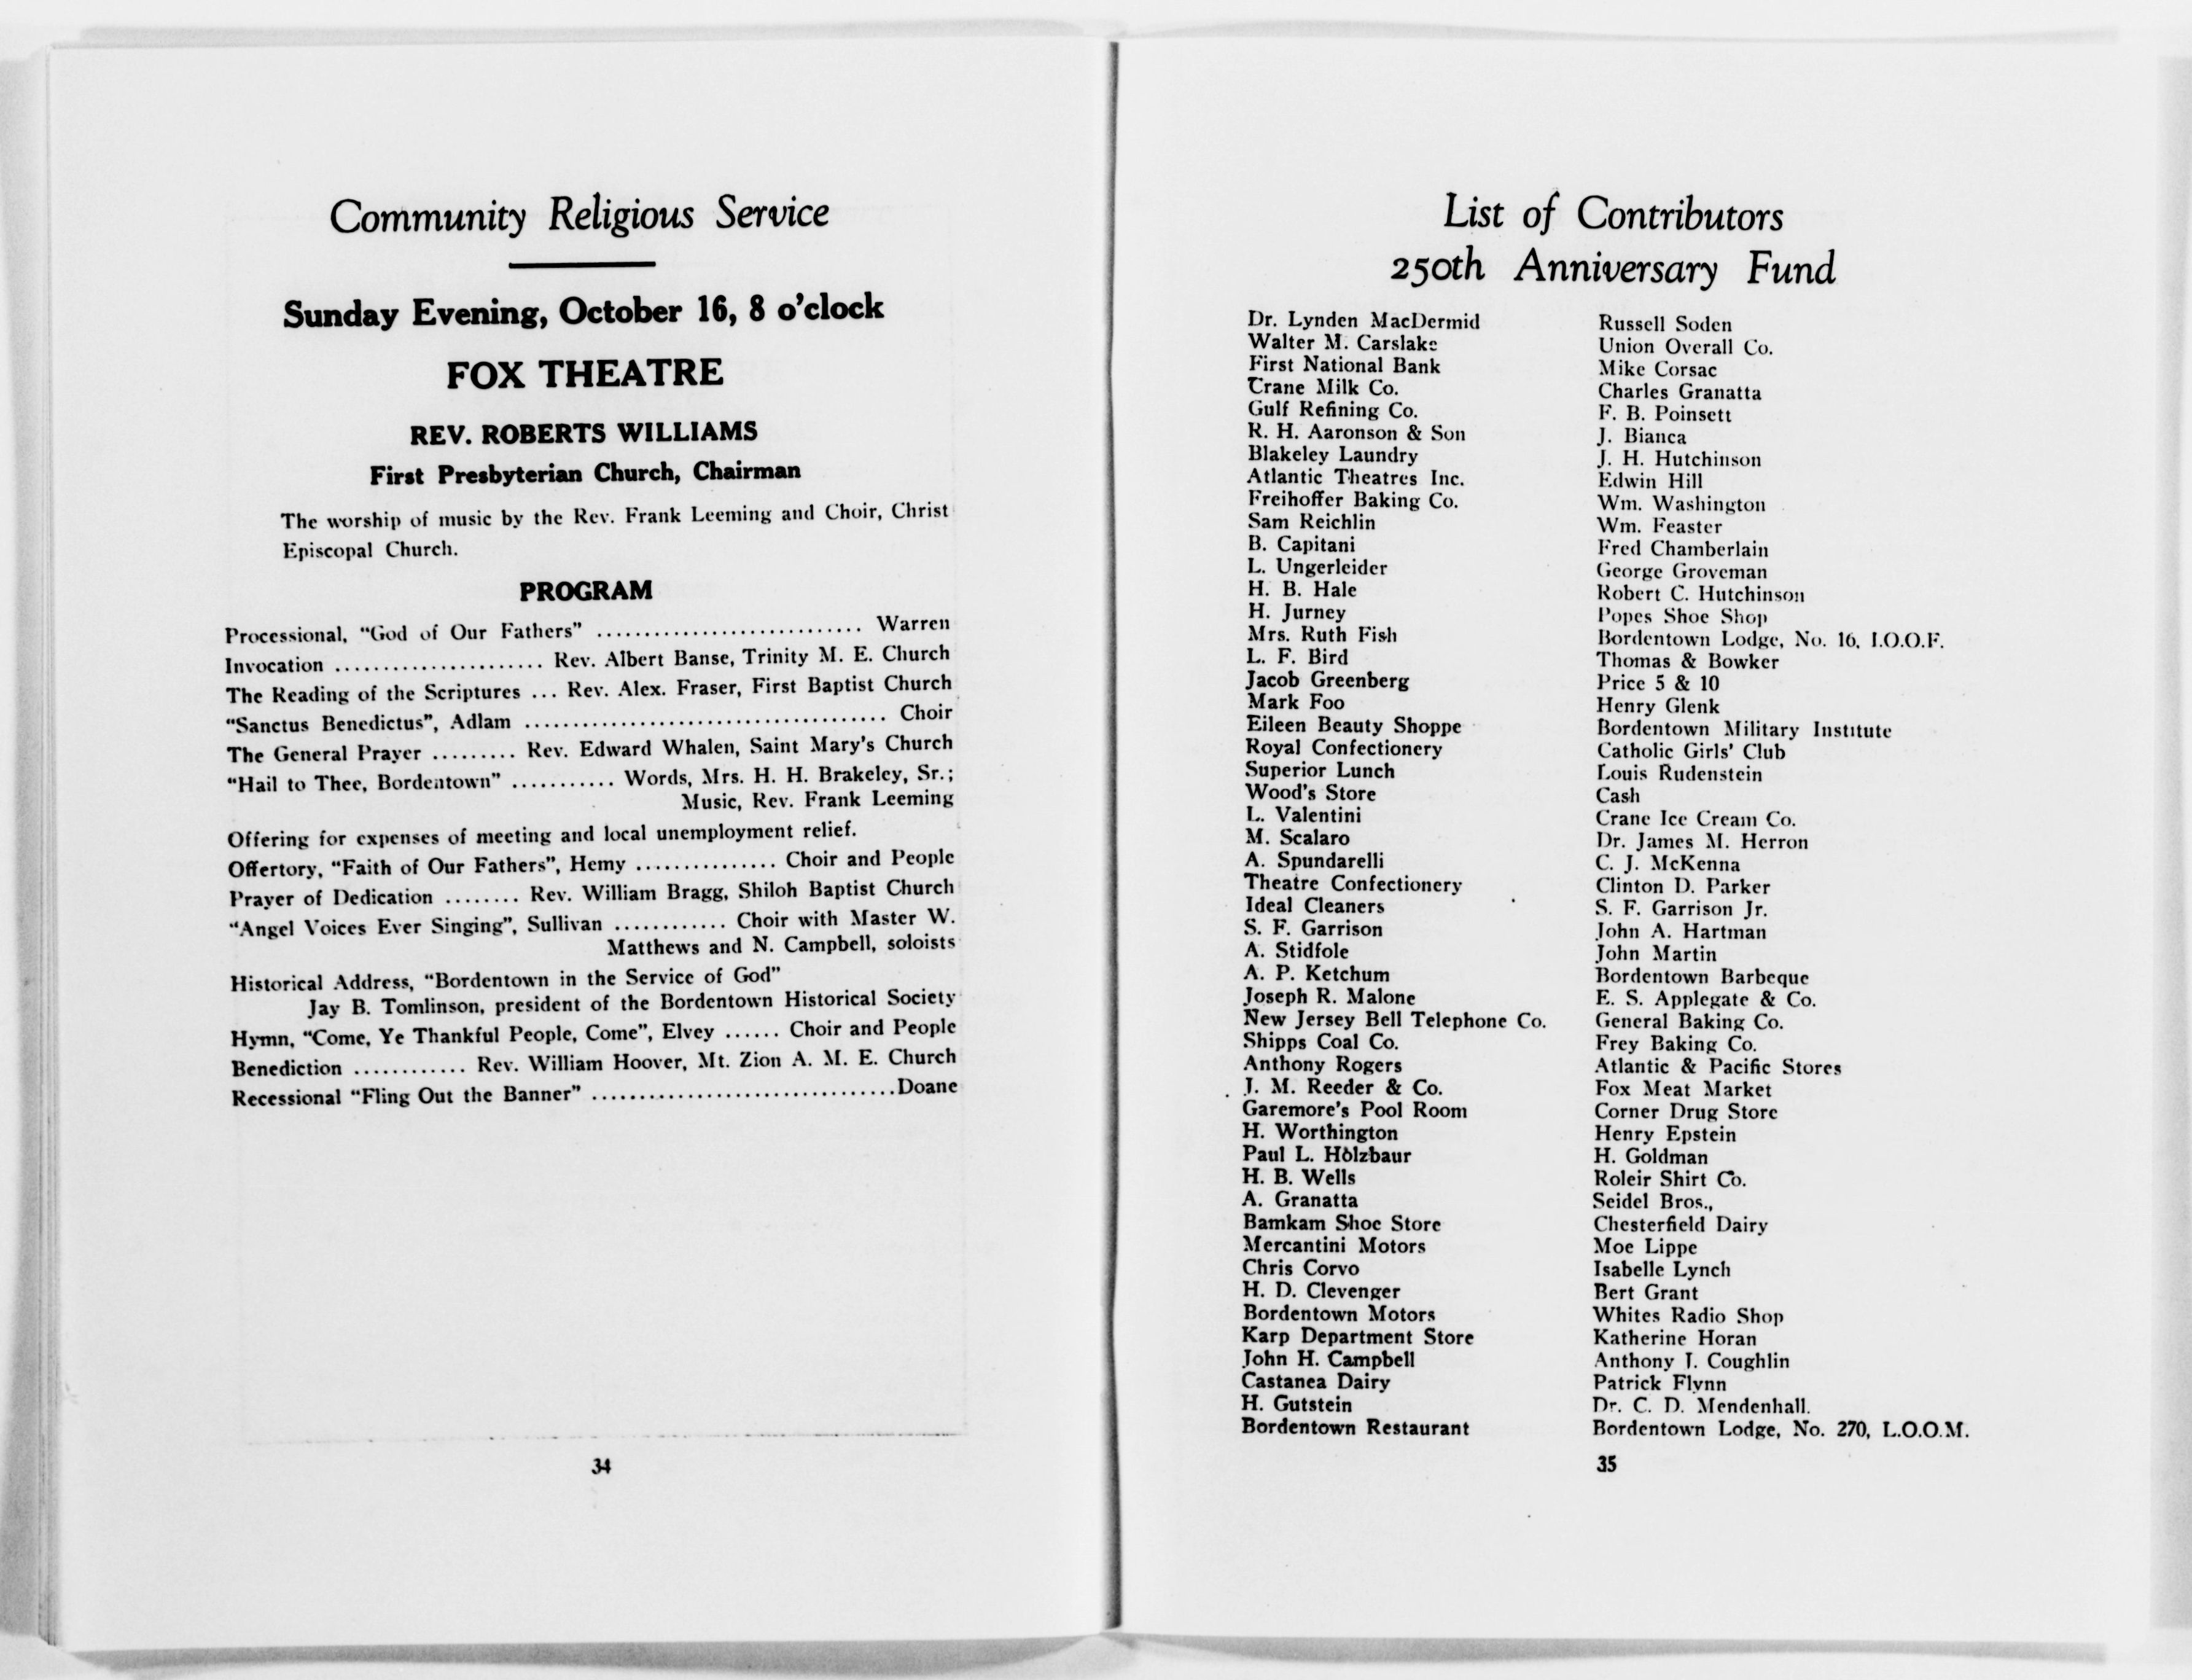 Community Religious Service
Sunday Evening, October 16, 8 o'clock
FOX THEATRE
REV. ROBERTS WILLIAMS
First Presbyterian Church, Chairman
The worship of music by the Rev. Frank Leeming and Choir, Christ
Episcopal Church.
PROGRAM
Processional, "God of Our Fathers" ............................ Warren
Invocation ...................... Rev. Albert Banse, Trinity M. E. Church
The Reading of the Scriptures ... Rev. Alex. Fraser, First Baptist Church
"Sanctus Benedictus", Adlam ...................................... Choir
The General Prayer ......... Rev. Edward Whalen, Saint Mary's Church
"Hail to Thee, Bordentown" ........... Words, Mrs. H. H. Brakeley, Sr.;
Music, Rev. Frank Leeming
Offering for expenses of meeting and local unemployment relief.
Offertory, "Faith of Our Fathers", Hemy ............... Choir and People
Prayer of Dedication ........ Rev. William Bragg, Shiloh Baptist Church
"Angel Voices Ever Singing", Sullivan ............ Choir with Master W.
Matthews and N. Campbell, soloists
Historical Address, "Bordentown in the Service of God"
Jay B. Tomlinson, president of the Bordentown Historical Society
Hymn, "Come, Ye Thankful People, Come", Elvey ...... Choir and People
Benediction ............ Rev. William Hoover, Mt. Zion A. M. E. Church
Recessional "Fling Out the Banner" ................................Doane
34
List of Contributors
250th Anniversary Fund
Dr. Lynden MacDermid
Walter M. Carslake
First National Bank
Crane Milk Co.
Gulf Refining Co.
R. H. Aaronson & Son
Blakeley Laundry
Atlantic Theatres Inc.
Freihoffer Baking Co.
Sam Reichlin
B. Capitani
L. Ungerleider
H. B. Hale
H. Jurney
Mrs. Ruth Fish
L. F. Bird
Jacob Greenberg
Mark Foo
Eileen Beauty Shoppe
Royal Confectionery
Superior Lunch
Wood's Store
L. Valentini
M. Scalaro
A. Spundarelli
Theatre Confectionery
Ideal Cleaners
S. F. Garrison
A. Stidfole
A. P. Ketchum
Joseph R. Malone
New Jersey Bell Telephone Co.
Shipps Coal Co.
Anthony Rogers
J. M. Reeder & Co.
Garemore's Pool Room
H. Worthington
Paul L. Holzbaur
H. B. Wells
A. Granatta
Bamkam Shoe Store
Mercantini Motors
Chris Corvo
H. D. Clevenger
Bordentown Motors
Karp Department Store
John H. Campbell
Castanea Dairy
H. Gutstein
Bordentown Restaurant
Russell Soden
Union Overall Co.
Mike Corsac
Charles Granatta
F. B. Poinsett
J. Bianca
J. H. Hutchinson
Edwin Hill
Wm. Washington
Wm. Feaster
Fred Chamberlain
George Groveman
Robert C. Hutchinson
Popes Shoe Shop
Bordentown Lodge, No. 16, I.O.O.F.
Thomas & Bowker
Price 5 & 10
Henry Glenk
Bordentown Military Institute
Catholic Girls' Club
Louis Rudenstein
Cash
Crane Ice Cream Co.
Dr. James M. Herron
C. J. McKenna
Clinton D. Parker
S. F. Garrison Jr.
John A. Hartman
John Martin
Bordentown Barbeque
E. S. Applegate & Co.
General Baking Co.
Frey Baking Co.
Atlantic & Pacific Stores
Fox Meat Market
Corner Drug Store
Henry Epstein
H. Goldman
Roleir Shirt Co.
Seidel Bros.,
Chesterfield Dairy
Moe Lippe
Isabelle Lynch
Bert Grant
Whites Radio Shop
Katherine Horan
Anthony J. Coughlin
Patrick Flynn
Dr. C. D. Mendenhall.
Bordentown Lodge, No. 270, L.O.O.M.
35